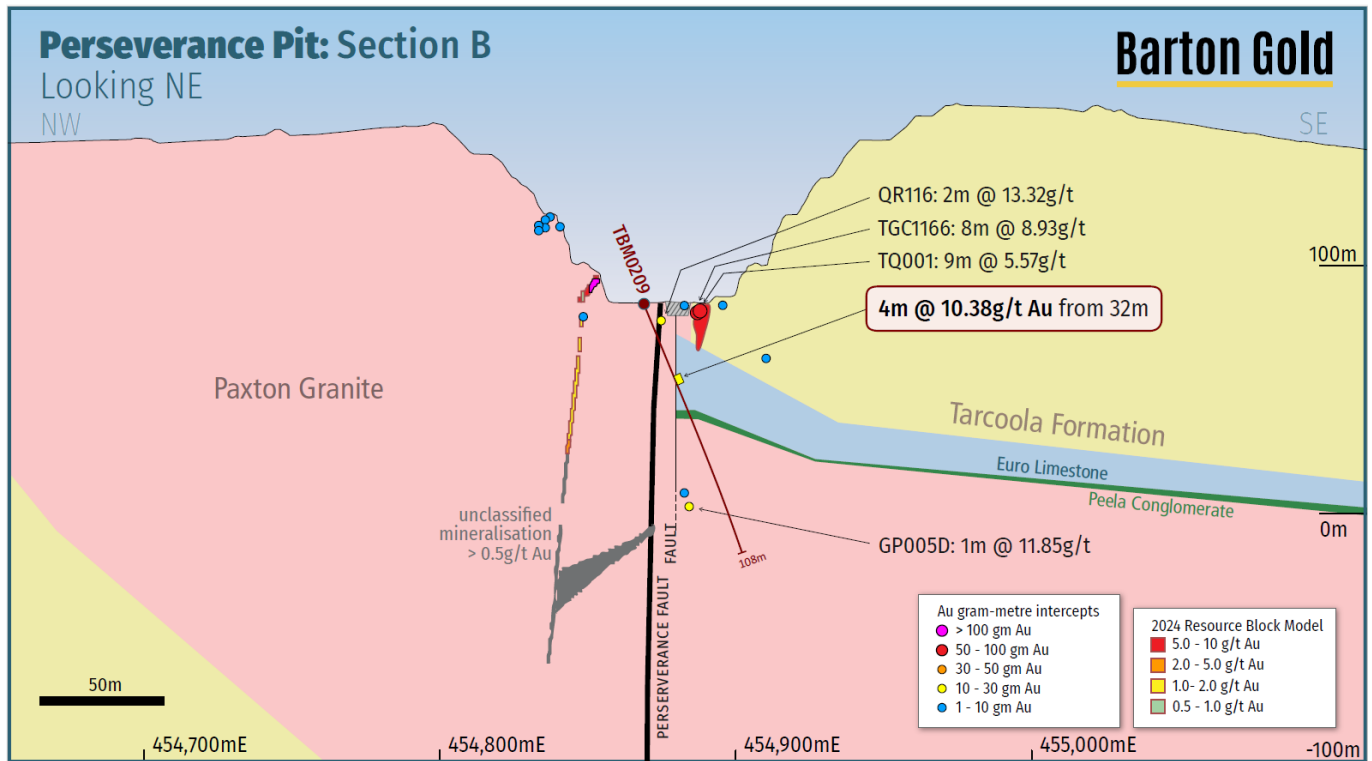 Perseverance Pit: Section B
Looking NE
NW
Barton Gold
SE
QR116: 2m @ 13.32g/t
TGC1166: 8m @ 8.93g/t
TQ001: 9m @ 5.57g/t
TBM0209
100m
4m @ 10.38g/t Au from 32m
Paxton Granite
Tarcoola Formation
Euro Limestone
Peela Conglomerate
unclassified
mineralisation
> 0.5g/t Au
0m
GP005D: 1m @ 11.85g/t
108m
FAULT
PERSERVERANCE FAULT
Au gram-metre intercepts
> 100 gm Au
50 - 100 gm Au
30 - 50 gm Au
10 - 30 gm Au
1 - 10 gm Au
2024 Resource Block Model
5.0 - 10 g/t Au
2.0 - 5.0 g/t Au
1.0- 2.0 g/t Au
0.5 - 1.0 g/t Au
50m
454,700mE
454,800mE
454,900mE
455,000mE
-100m